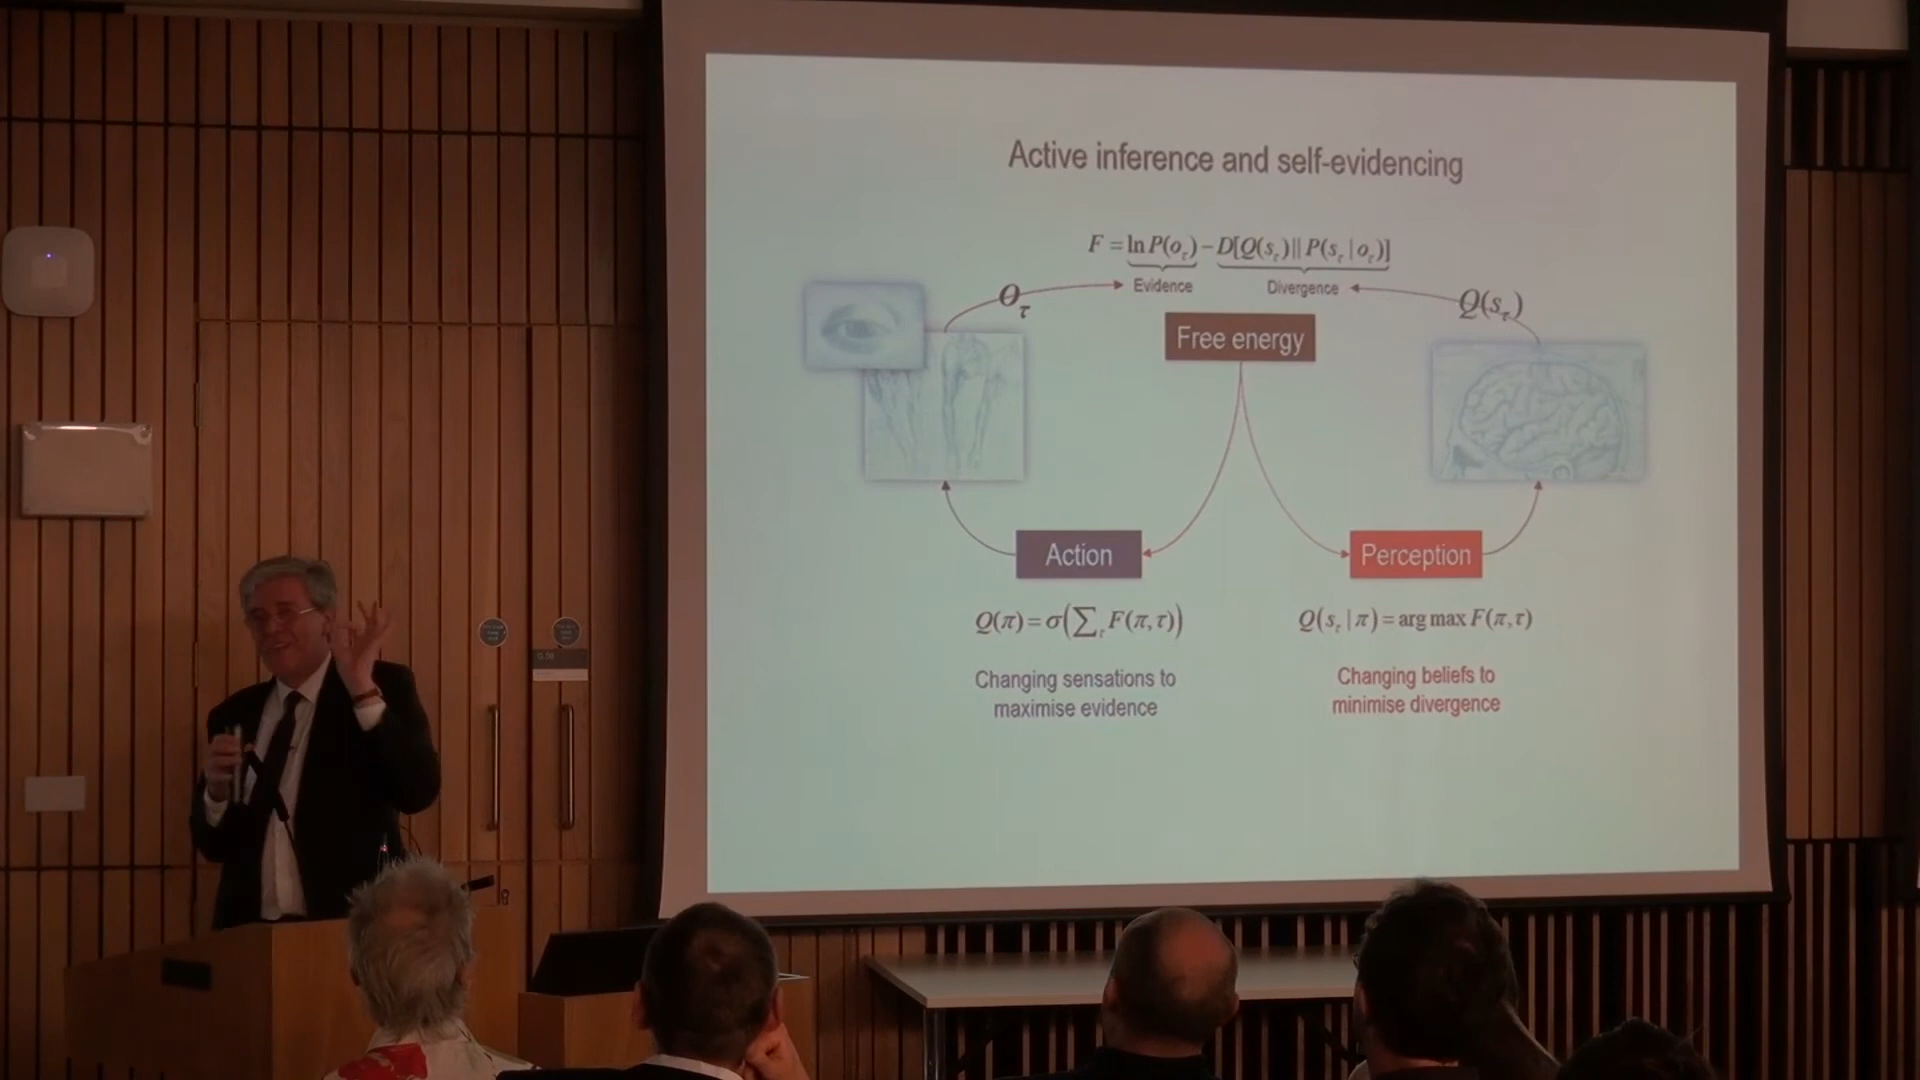 Active inference and self-evidencing
F = ln P(o_τ) − D[Q(s_τ) || P(s_τ | o_τ)]
Evidence
Divergence
o_τ
Q(s_τ)
Free energy
Action
Perception
Q(π) = σ(∑_τ F(π,τ))
Q(s_τ | π) = arg max F(π,τ)
Changing sensations to
maximise evidence
Changing beliefs to
minimise divergence